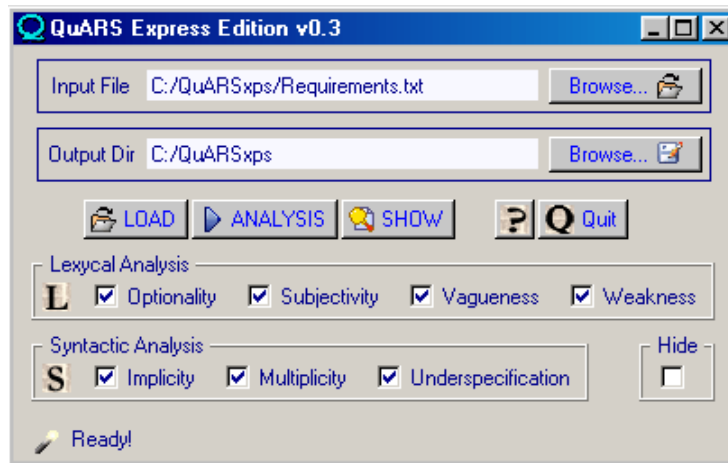 QuARS Express Edition v0.3
Input File C:/QuARSxps/Requirements.txt Browse...
Output Dir C:/QuARSxps Browse...
LOAD ANALYSIS SHOW ? Q Quit
Lexycal Analysis
L Optionality Subjectivity Vagueness Weakness
Syntactic Analysis Hide
S Implicity Multiplicity Underspecification
Ready!